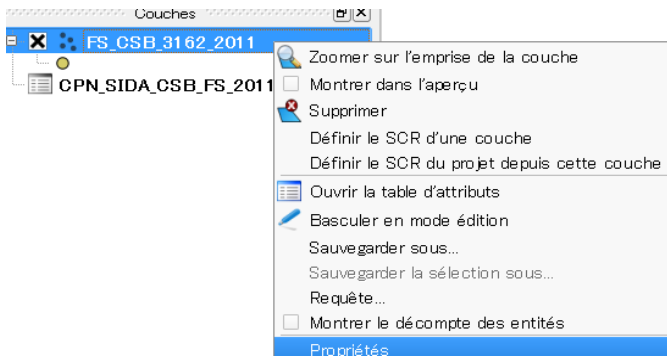 Couches
FS_CSB_3162_2011
CPN_SIDA_CSB_FS_2011
Zoomer sur l'emprise de la couche
Montrer dans l'aperçu
Supprimer
Définir le SCR d'une couche
Définir le SCR du projet depuis cette couche
Ouvrir la table d'attributs
Basculer en mode édition
Sauvegarder sous...
Sauvegarder la sélection sous...
Requête...
Montrer le décompte des entités
Propriétés